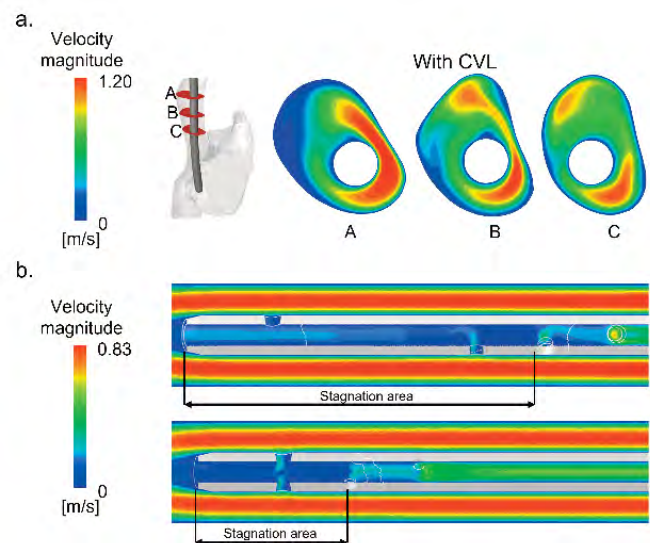 a.
Velocity
magnitude
1.20
0
[m/s]
A
B
C
With CVL
A
B
C
b.
Velocity
magnitude
0.83
0
[m/s]
Stagnation area
Stagnation area